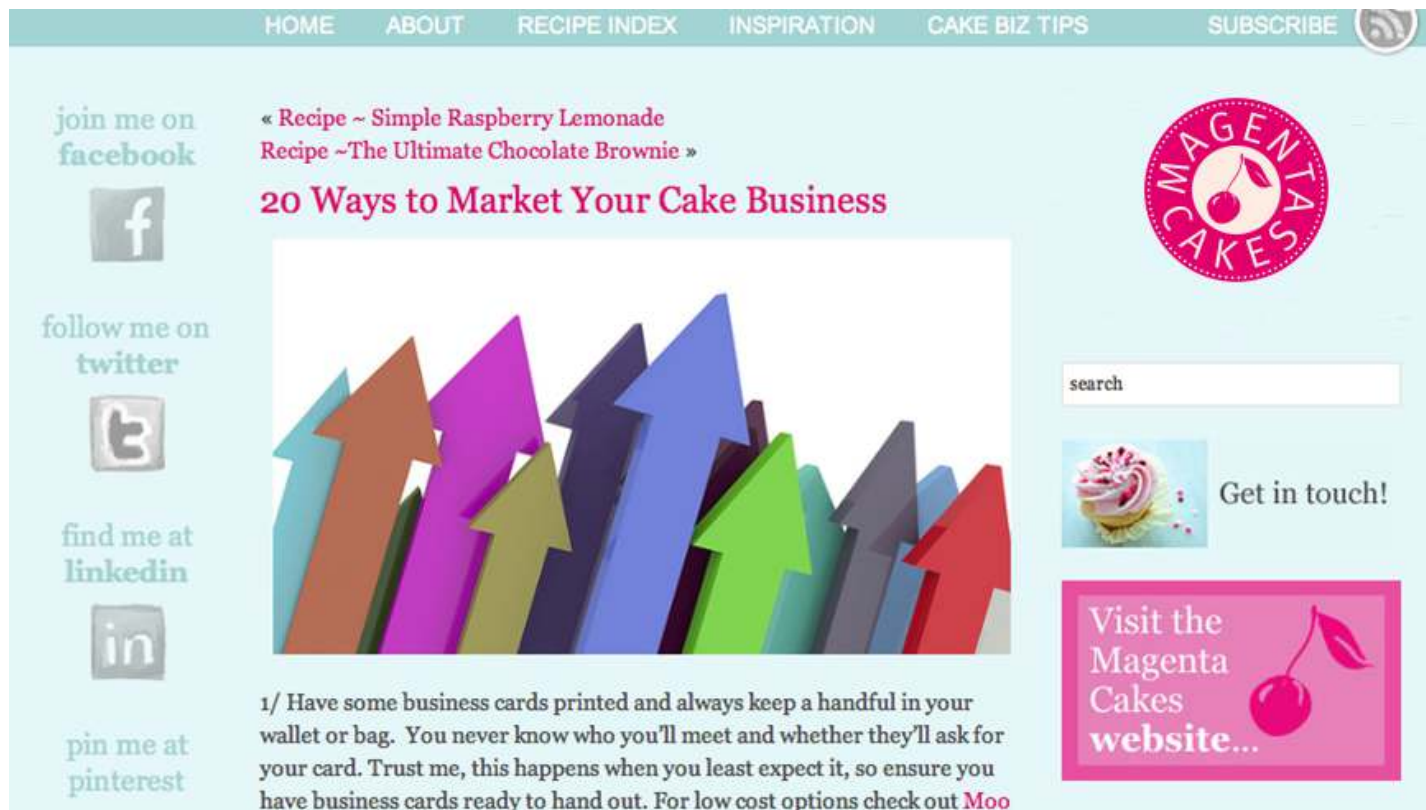 HOME ABOUT RECIPE INDEX INSPIRATION CAKE BIZ TIPS SUBSCRIBE
join me on
facebook
f
follow me on
twitter
t
find me at
linkedin
in
pin me at
pinterest
« Recipe ~ Simple Raspberry Lemonade
Recipe ~The Ultimate Chocolate Brownie »
20 Ways to Market Your Cake Business
1/ Have some business cards printed and always keep a handful in your
wallet or bag. You never know who you'll meet and whether they'll ask for
your card. Trust me, this happens when you least expect it, so ensure you
have business cards ready to hand out. For low cost options check out Moo
MAGENTA
CAKES
search
Get in touch!
Visit the
Magenta
Cakes
website...